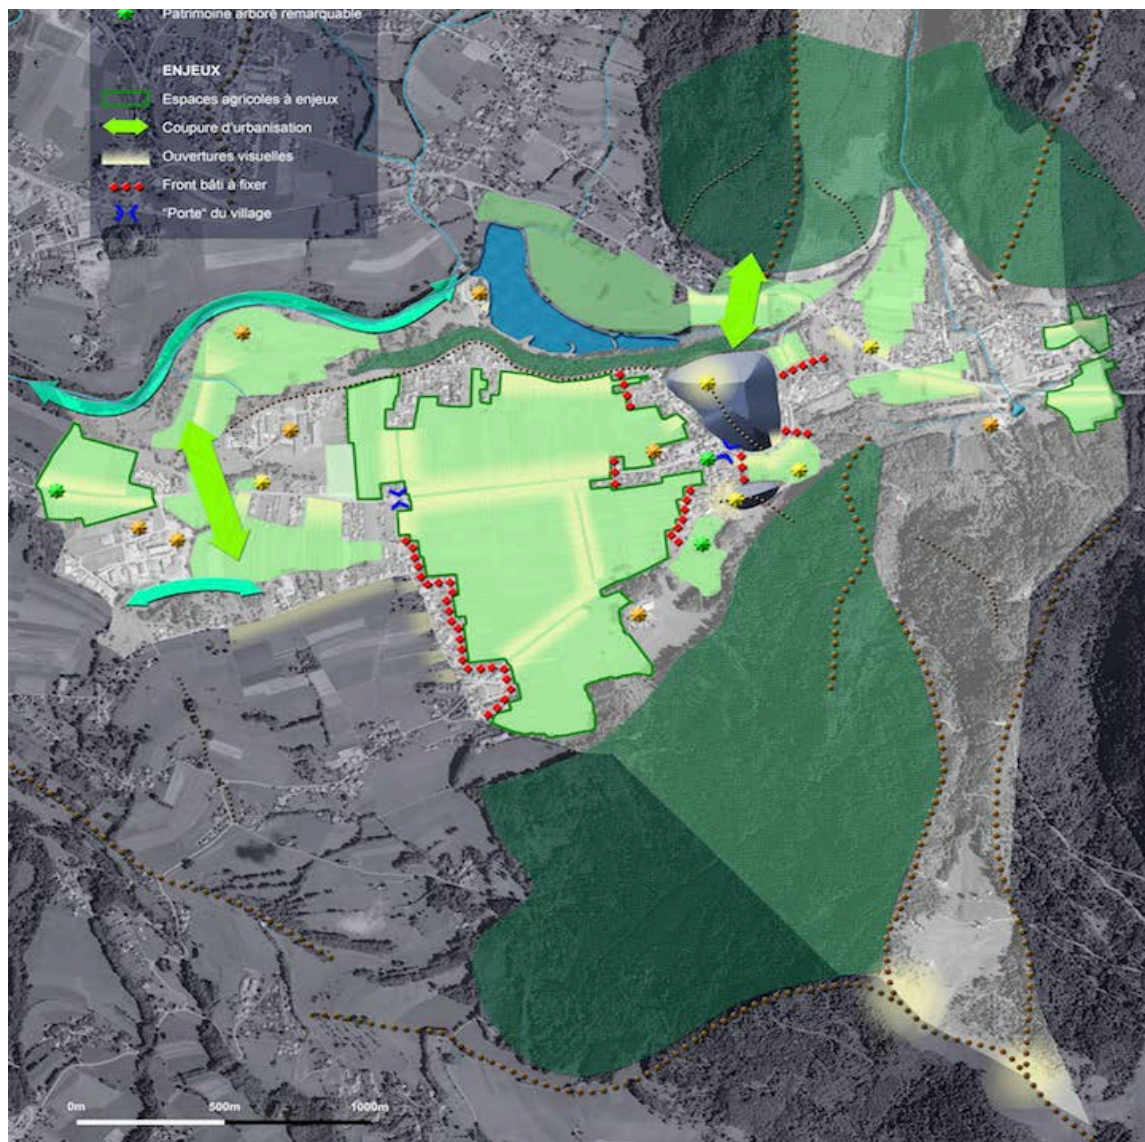 Patrimoine arboré remarquable
ENJEUX
Espaces agricoles à enjeux
Coupure d'urbanisation
Ouvertures visuelles
Front bâti à fixer
"Porte" du village
0m 500m 1000m